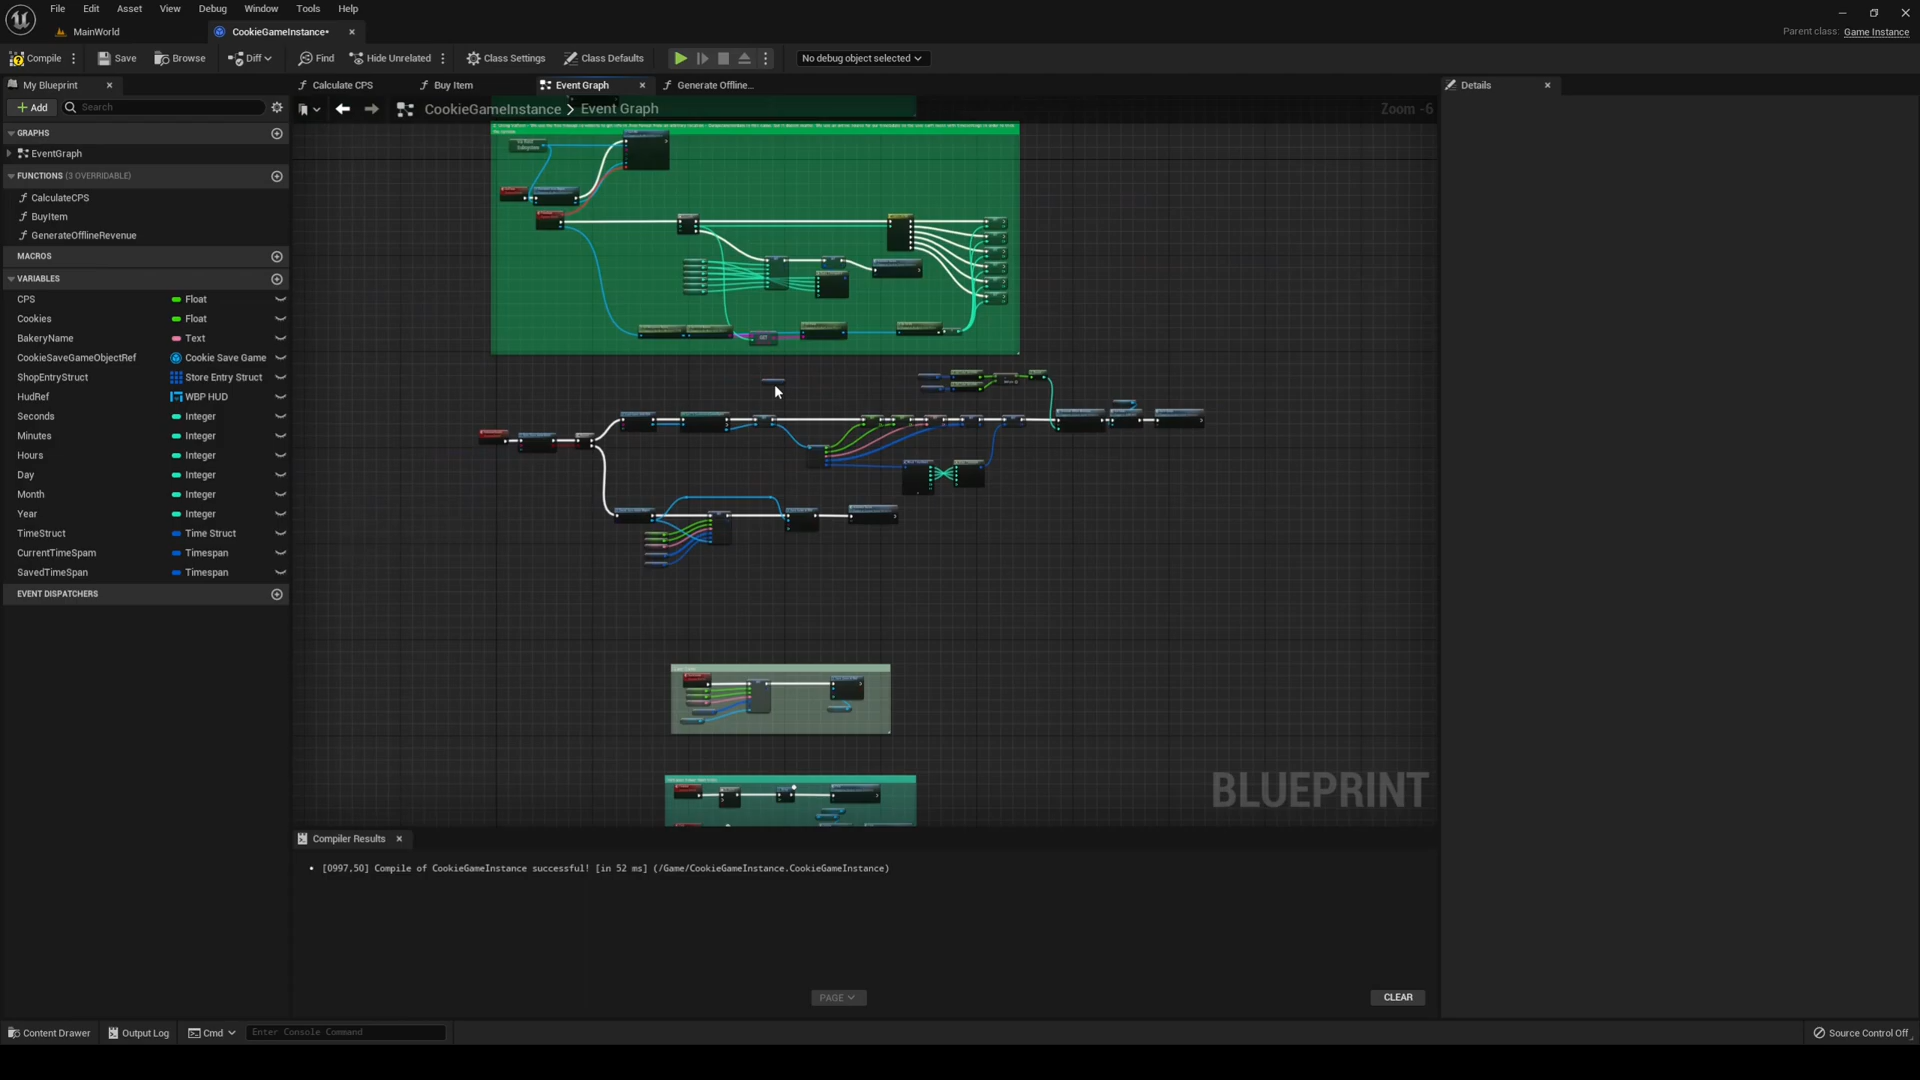 File Edit Asset View Window Debug Tools Help
MainWorld
CookieGameInstance*
Parent class: Game Instance
Compile Save Browse Diff Find Hide Unrelated Class Settings Class Defaults No debug object selected
My Blueprint
Calculate CPS Buy Item Event Graph Generate Offline...
Details
Add Search
CookieGameInstance > Event Graph
Zoom -6
GRAPHS
EventGraph
FUNCTIONS (3 OVERRIDABLE)
CalculateCPS
BuyItem
GenerateOfflineRevenue
MACROS
VARIABLES
CPS Float
Cookies Float
BakeryName Text
CookieSaveGameObjectRef Cookie Save Game
ShopEntryStruct Store Entry Struct
HudRef WBP HUD
Seconds Integer
Minutes Integer
Hours Integer
Day Integer
Month Integer
Year Integer
TimeStruct Time Struct
CurrentTimeSpam Timespan
SavedTimeSpan Timespan
EVENT DISPATCHERS
BLUEPRINT
Compiler Results
[0997,50] Compile of CookieGameInstance successful! [in 52 ms] (/Game/CookieGameInstance.CookieGameInstance)
PAGE
CLEAR
Content Drawer Output Log Cmd Enter Console Command
Source Control Off